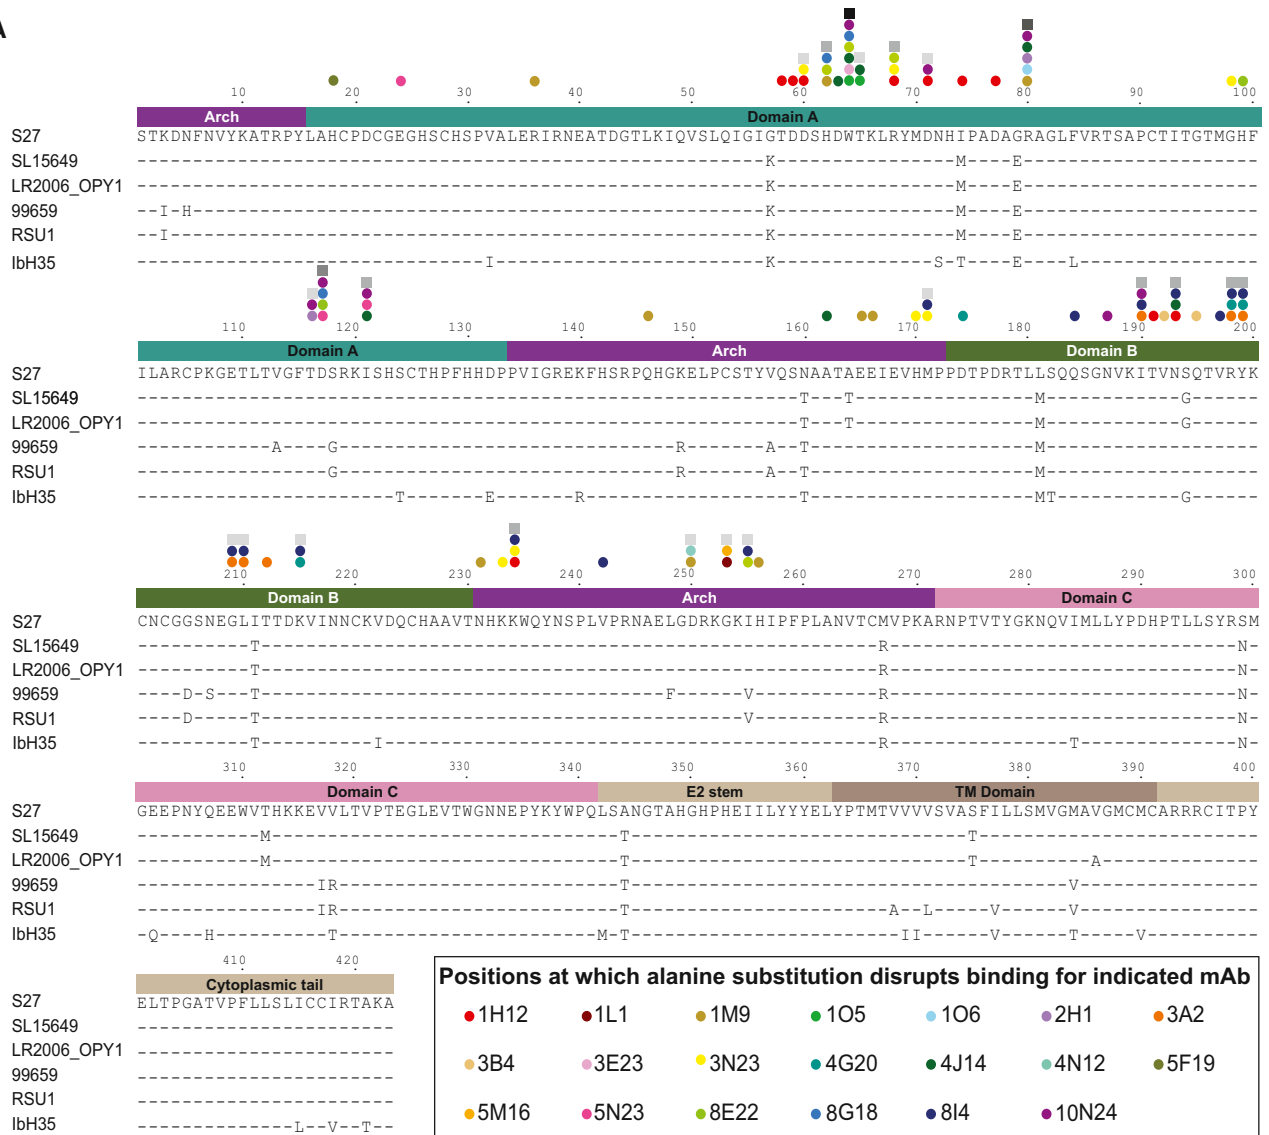 A
10 20 30 40 50 60 70 80 90 100
Arch Domain A
S27 STKDNFNVYKATRPYLAHCPDCGEGHSCHSPVALERIRNEATDGTLKIQVSLQIGIGTDDSHDWTKLRYMDNHIPADAGRAGLFVRTSAPCTITGTMGHF
SL15649 --------------------------------------------------------K----------------M----E---------------------
LR2006_OPY1 --------------------------------------------------------K----------------M----E---------------------
99659 --I-H---------------------------------------------------K----------------M----E---------------------
RSU1 --I-----------------------------------------------------K----------------M----E---------------------
IbH35 -------------------------------I------------------------K--------------S-T----E----L----------------
110 120 130 140 150 160 170 180 190 200
Domain A Arch Domain B
S27 ILARCPKGETLTVGFTDSRKISHSCTHPFHHDPPVIGREKFHSRPQHGKELPCSTYVQSNAATAEEIEVHMPPDTPDRTLLSQQSGNVKITVNSQTVRYK
SL15649 -----------------------------------------------------------T---T----------------M------------G------
LR2006_OPY1 -----------------------------------------------------------T---T----------------M------------G------
99659 ------------A----G------------------------------R-------A--T--------------------M-------------------
RSU1 -----------------G------------------------------R-------A--T--------------------M-------------------
IbH35 -----------------------T-------E-------R-------------------T--------------------MT-----------G------
210 220 230 240 250 260 270 280 290 300
Domain B Arch Domain C
S27 CNCGGSNEGLITTDKVINNCKVDQCHAAVTNHKKWQYNSPLVPRNAELGDRKGKIHIPFPLANVTCMVPKARNPTVTYGKNQVIMLLYPDHPTLLSYRSM
SL15649 ----------T-------------------------------------------------------R-------------------------------N-
LR2006_OPY1 ----------T-------------------------------------------------------R-------------------------------N-
99659 ----D-S---T------------------------------------F------V-----------R-------------------------------N-
RSU1 ----D-----T-------------------------------------------V-----------R-------------------------------N-
IbH35 ----------T----------I--------------------------------------------R----------------T--------------N-
310 320 330 340 350 360 370 380 390 400
Domain C E2 stem TM Domain
S27 GEEPNYQEEWVTHKKEVVLTVPTEGLEVTWGNNEPYKYWPQLSANGTAHGHPHEIILYYYELYPTMTVVVVSVASFILLSMVGMAVGMCMCARRRCITPY
SL15649 -----------M-------------------------------T------------------------------T-------------------------
LR2006_OPY1 -----------M-------------------------------T------------------------------T----------A--------------
99659 ----------------IR-------------------------T---------------------------------------V----------------
RSU1 ----------------IR-------------------------T-----------------------A--L-----V------V----------------
IbH35 -Q----H----------T-----------------------M-T------------------------II------V------T-----V----------
410 420
Cytoplasmic tail
S27 ELTPGATVPFLLSLICCIRTAKA
SL15649 -----------------------
LR2006_OPY1 -----------------------
99659 -----------------------
RSU1 -----------------------
IbH35 --------------L--V--T--
Positions at which alanine substitution disrupts binding for indicated mAb
1H12 1L1 1M9 1O5 1O6 2H1 3A2
3B4 3E23 3N23 4G20 4J14 4N12 5F19
5M16 5N23 8E22 8G18 8I4 10N24